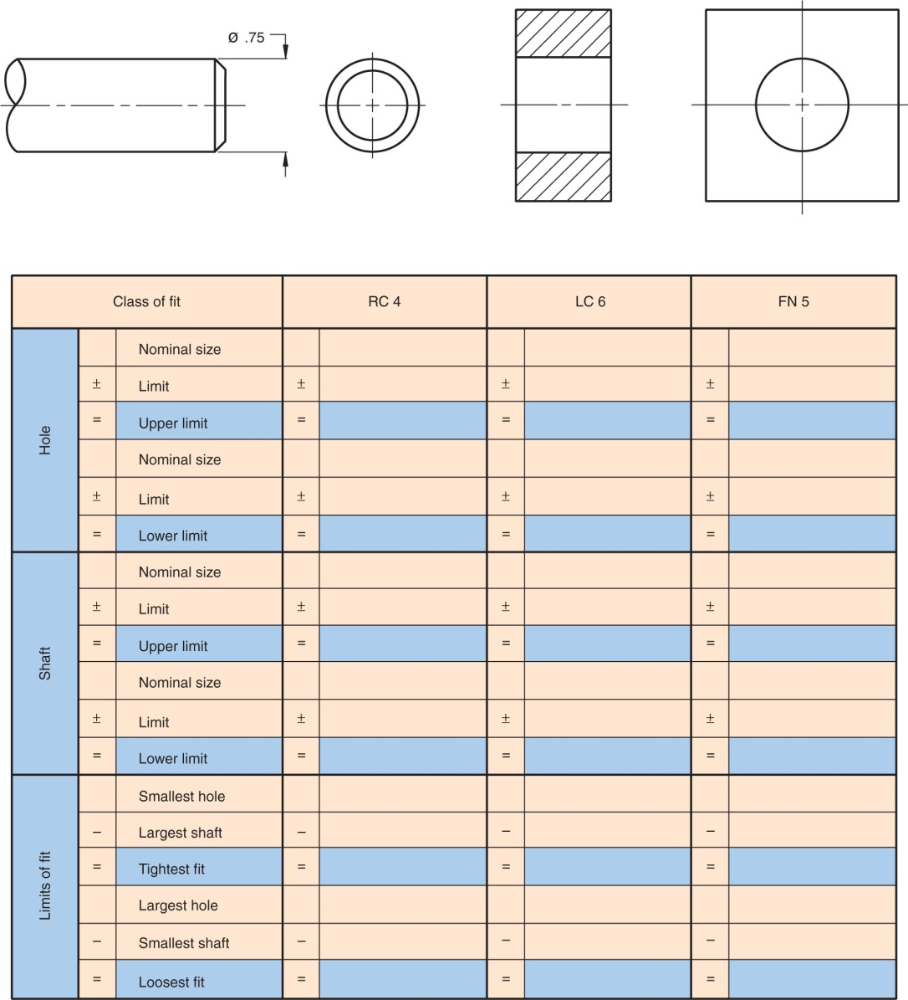 Ø .75
Class of fit RC 4 LC 6 FN 5
Hole
Nominal size
± Limit ± ± ±
= Upper limit = = =
Nominal size
± Limit ± ± ±
= Lower limit = = =
Shaft
Nominal size
± Limit ± ± ±
= Upper limit = = =
Nominal size
± Limit ± ± ±
= Lower limit = = =
Limits of fit
Smallest hole
– Largest shaft – – –
= Tightest fit = = =
Largest hole
– Smallest shaft – – –
= Loosest fit = = =